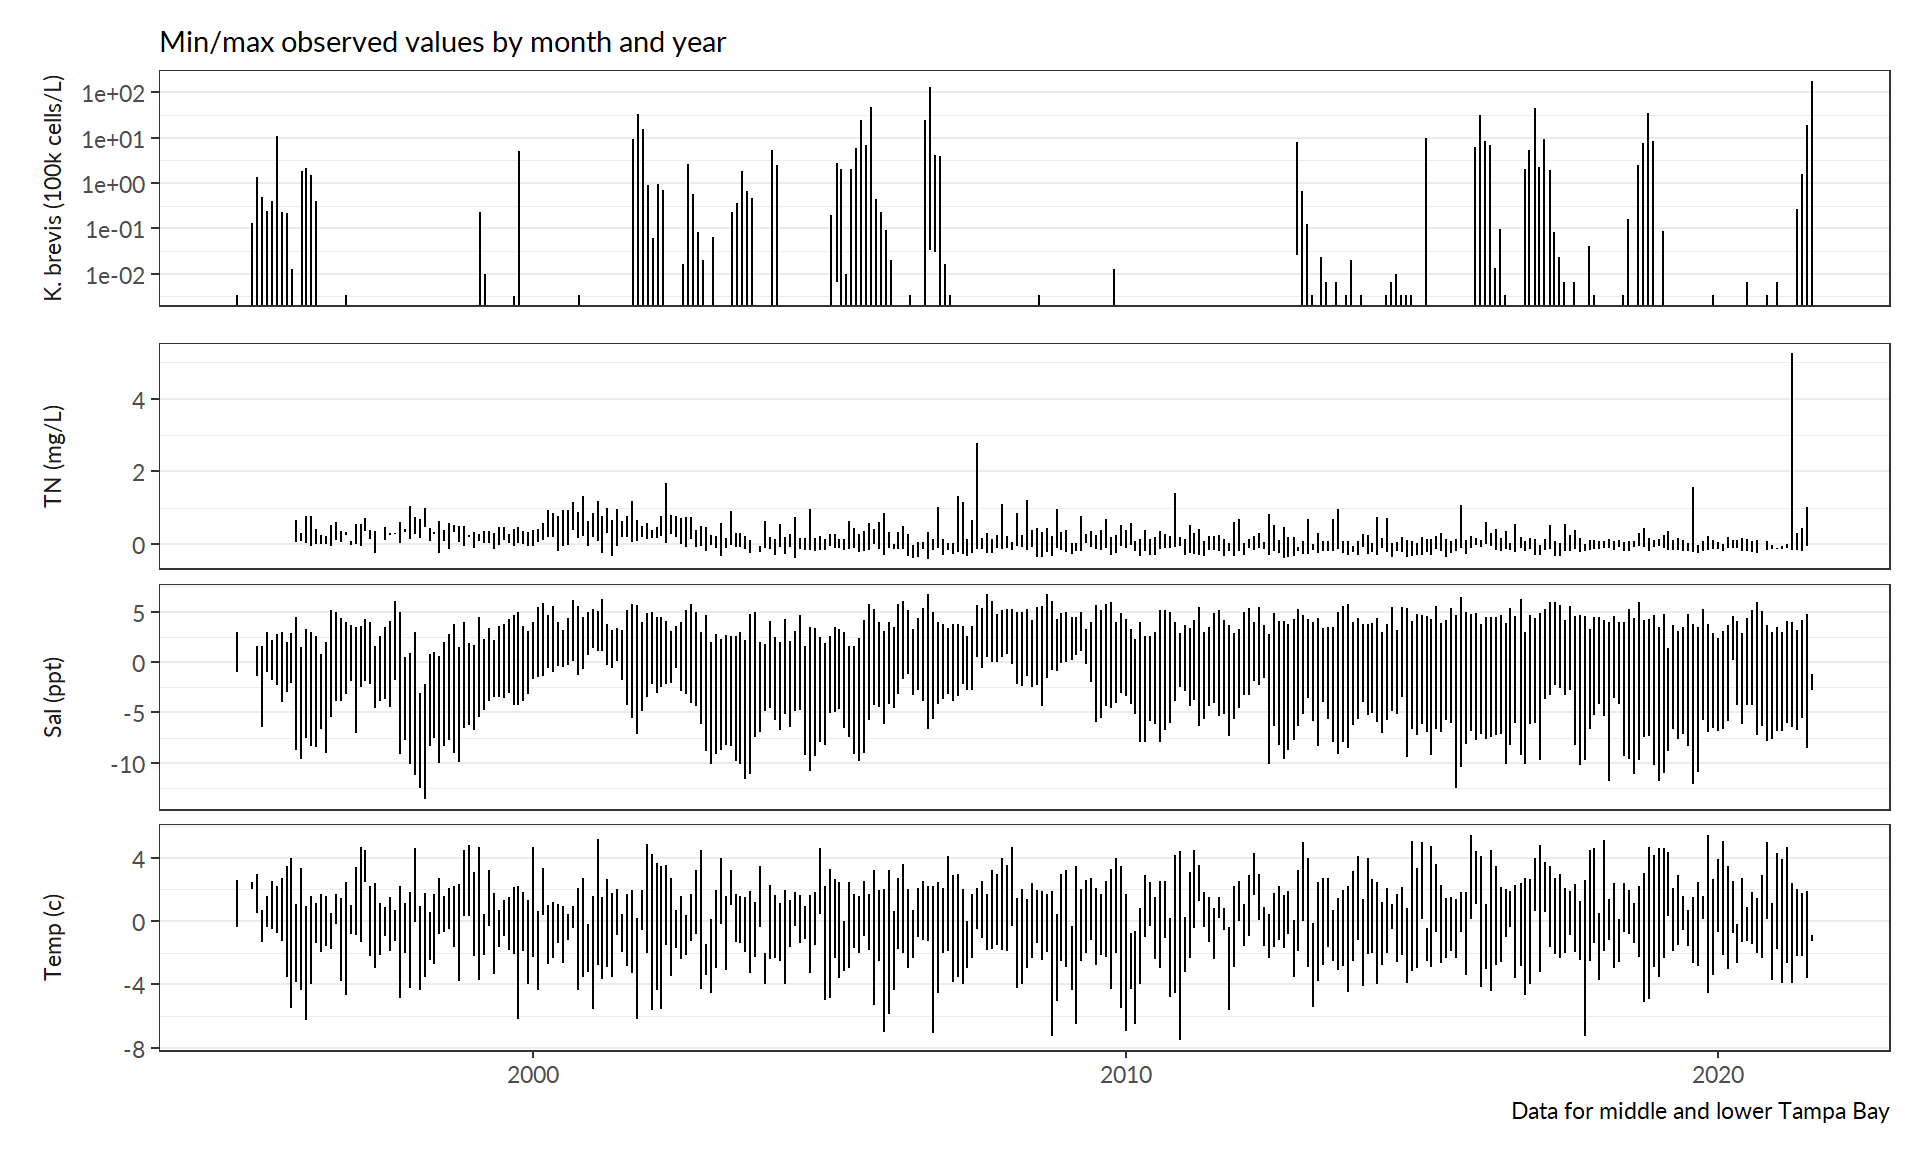 Min/max observed values by month and year
K. brevis (100k cells/L)
1e+02
1e+01
1e+00
1e-01
1e-02
TN (mg/L)
4
2
0
Sal (ppt)
5
0
-5
-10
Temp (c)
4
0
-4
-8
2000
2010
2020
Data for middle and lower Tampa Bay